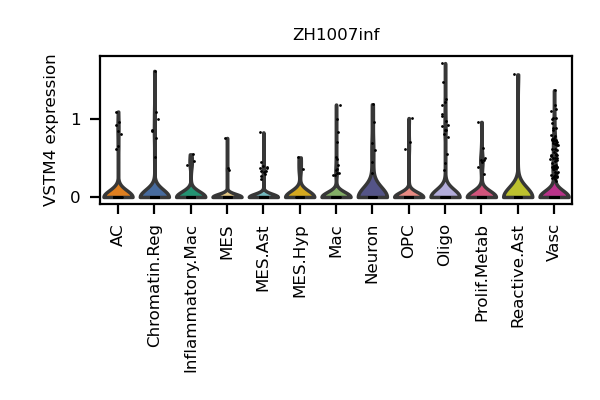 ZH1007inf
VSTM4 expression
1
0
AC
Chromatin.Reg
Inflammatory.Mac
MES
MES.Ast
MES.Hyp
Mac
Neuron
OPC
Oligo
Prolif.Metab
Reactive.Ast
Vasc